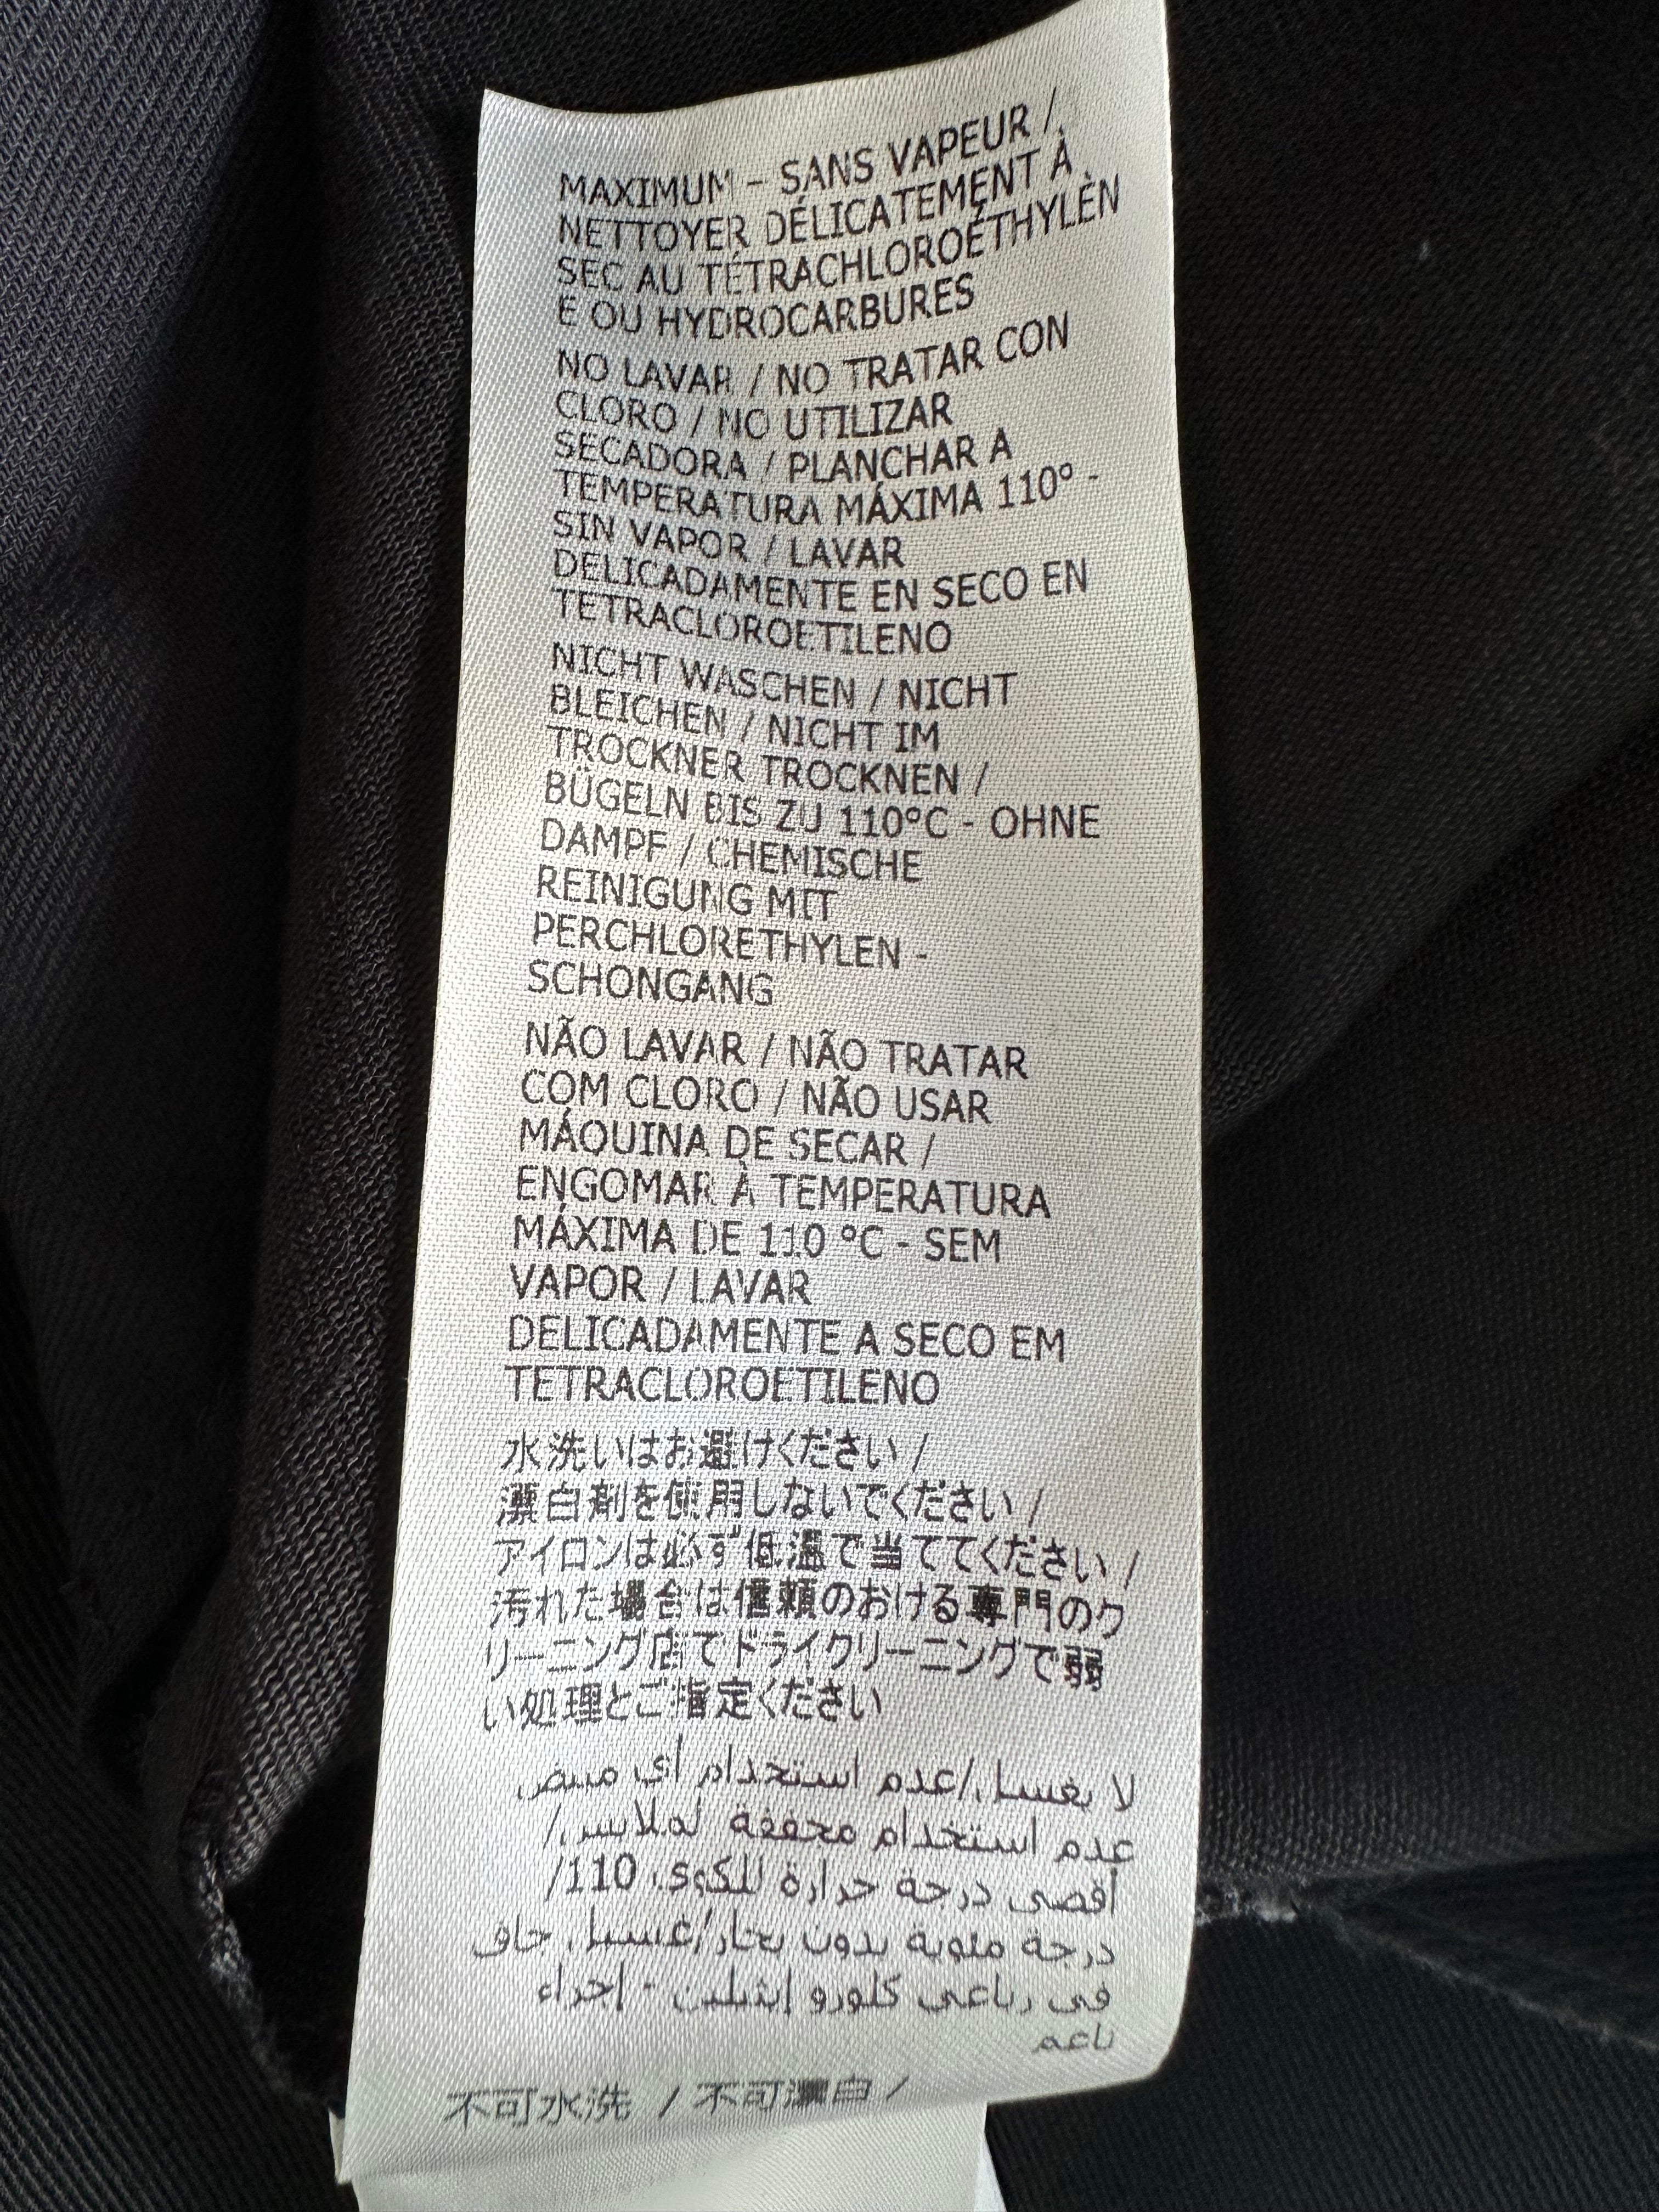 MAXIMUM – SANS VAPEUR /
NETTOYER DÉLICATEMENT À
SEC AU TÉTRACHLOROÉTHYLÈN
E OU HYDROCARBURES
NO LAVAR / NO TRATAR CON
CLORO / NO UTILIZAR
SECADORA / PLANCHAR A
TEMPERATURA MÁXIMA 110º -
SIN VAPOR / LAVAR
DELICADAMENTE EN SECO EN
TETRACLOROETILENO
NICHT WASCHEN / NICHT
BLEICHEN / NICHT IM
TROCKNER TROCKNEN /
BÜGELN BIS ZU 110°C - OHNE
DAMPF / CHEMISCHE
REINIGUNG MIT
PERCHLORETHYLEN -
SCHONGANG
NÃO LAVAR / NÃO TRATAR
COM CLORO / NÃO USAR
MÁQUINA DE SECAR /
ENGOMAR À TEMPERATURA
MÁXIMA DE 110 °C - SEM
VAPOR / LAVAR
DELICADAMENTE A SECO EM
TETRACLOROETILENO
水洗いはお避けください /
漂白剤を使用しないでください /
アイロンは必ず低温で当ててください /
汚れた場合は信頼のおける専門のク
リーニング店でドライクリーニングで弱
い処理とご指定ください
لا يغسل/عدم استخدام أي مبيض
عدم استخدام مجففة لملابس/
أقصى درجة حرارة للكوي، 110/
درجة مئوية بدون بخار/غسيل جاف
في رباعي كلورو إيثيلين - إجراء
ناعم
不可水洗 / 不可漂白 /